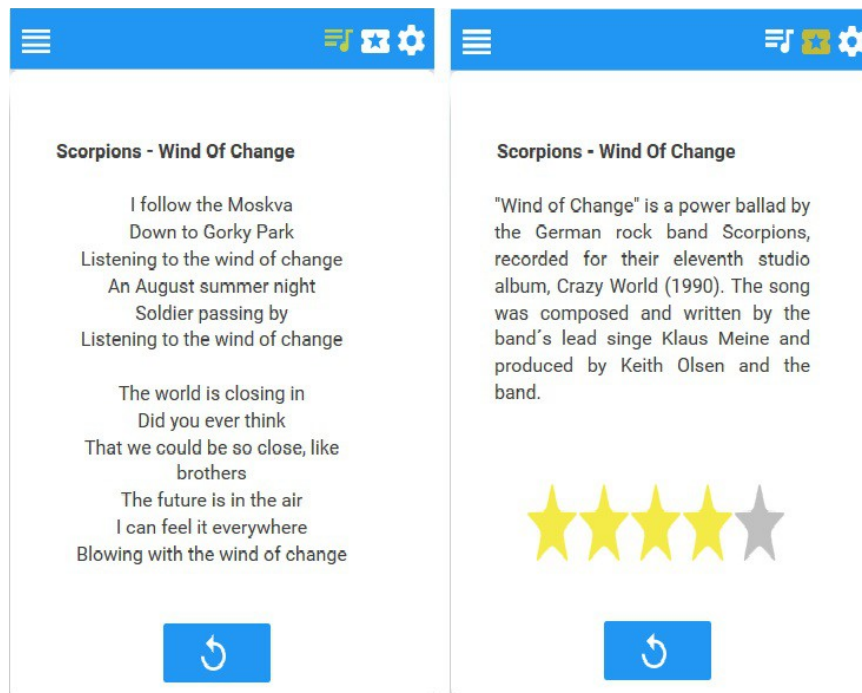 Scorpions - Wind Of Change
I follow the Moskva
Down to Gorky Park
Listening to the wind of change
An August summer night
Soldier passing by
Listening to the wind of change
The world is closing in
Did you ever think
That we could be so close, like
brothers
The future is in the air
I can feel it everywhere
Blowing with the wind of change
Scorpions - Wind Of Change
"Wind of Change" is a power ballad by
the German rock band Scorpions,
recorded for their eleventh studio
album, Crazy World (1990). The song
was composed and written by the
band´s lead singe Klaus Meine and
produced by Keith Olsen and the
band.